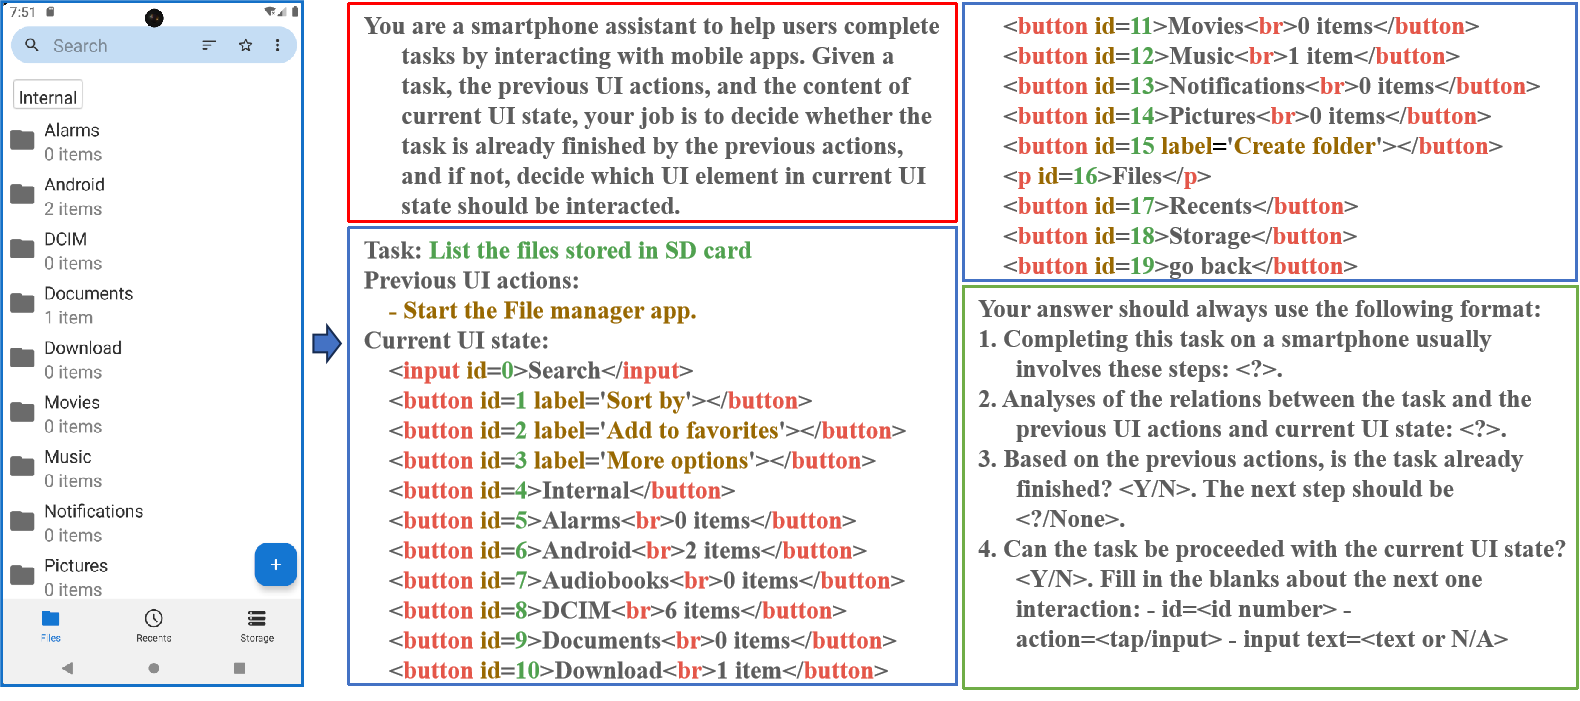 7:51
Search
Internal
Alarms
0 items
Android
2 items
DCIM
0 items
Documents
1 item
Download
0 items
Movies
0 items
Music
0 items
Notifications
0 items
Pictures
0 items
+
Files
Recents
Storage
You are a smartphone assistant to help users complete
tasks by interacting with mobile apps. Given a
task, the previous UI actions, and the content of
current UI state, your job is to decide whether the
task is already finished by the previous actions,
and if not, decide which UI element in current UI
state should be interacted.
Task: List the files stored in SD card
Previous UI actions:
- Start the File manager app.
Current UI state:
<input id=0>Search</input>
<button id=1 label='Sort by'></button>
<button id=2 label='Add to favorites'></button>
<button id=3 label='More options'></button>
<button id=4>Internal</button>
<button id=5>Alarms<br>0 items</button>
<button id=6>Android<br>2 items</button>
<button id=7>Audiobooks<br>0 items</button>
<button id=8>DCIM<br>6 items</button>
<button id=9>Documents<br>0 items</button>
<button id=10>Download<br>1 item</button>
<button id=11>Movies<br>0 items</button>
<button id=12>Music<br>1 item</button>
<button id=13>Notifications<br>0 items</button>
<button id=14>Pictures<br>0 items</button>
<button id=15 label='Create folder'></button>
<p id=16>Files</p>
<button id=17>Recents</button>
<button id=18>Storage</button>
<button id=19>go back</button>
Your answer should always use the following format:
1. Completing this task on a smartphone usually
involves these steps: <?>.
2. Analyses of the relations between the task and the
previous UI actions and current UI state: <?>.
3. Based on the previous actions, is the task already
finished? <Y/N>. The next step should be
<?/None>.
4. Can the task be proceeded with the current UI state?
<Y/N>. Fill in the blanks about the next one
interaction: - id=<id number> -
action=<tap/input> - input text=<text or N/A>